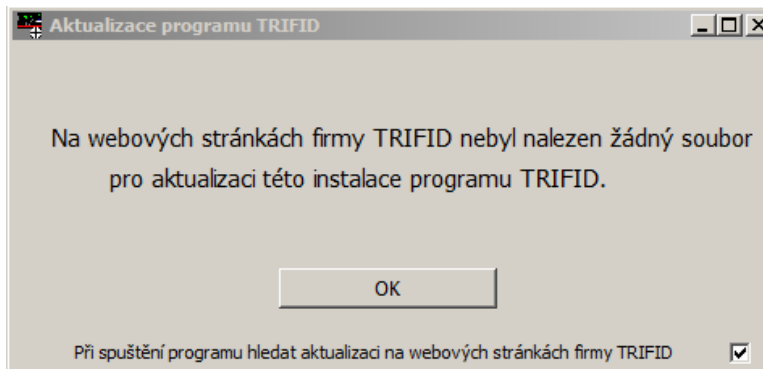 Aktualizace programu TRIFID
Na webových stránkách firmy TRIFID nebyl nalezen žádný soubor
pro aktualizaci této instalace programu TRIFID.
OK
Při spuštění programu hledat aktualizaci na webových stránkách firmy TRIFID